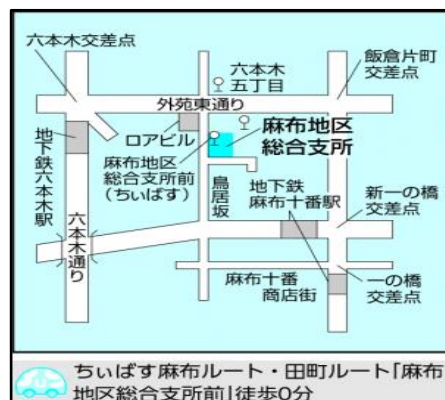 六本木交差点
六本木
五丁目
飯倉片町
交差点
外苑東通り
ロアビル
麻布地区
総合支所
地下鉄六本木駅
麻布地区
総合支所前
(ちぃばす)
鳥居坂
地下鉄
麻布十番駅
新一の橋
交差点
六本木通り
麻布十番
商店街
一の橋
交差点
ちぃばす麻布ルート・田町ルート「麻布
地区総合支所前」徒歩0分